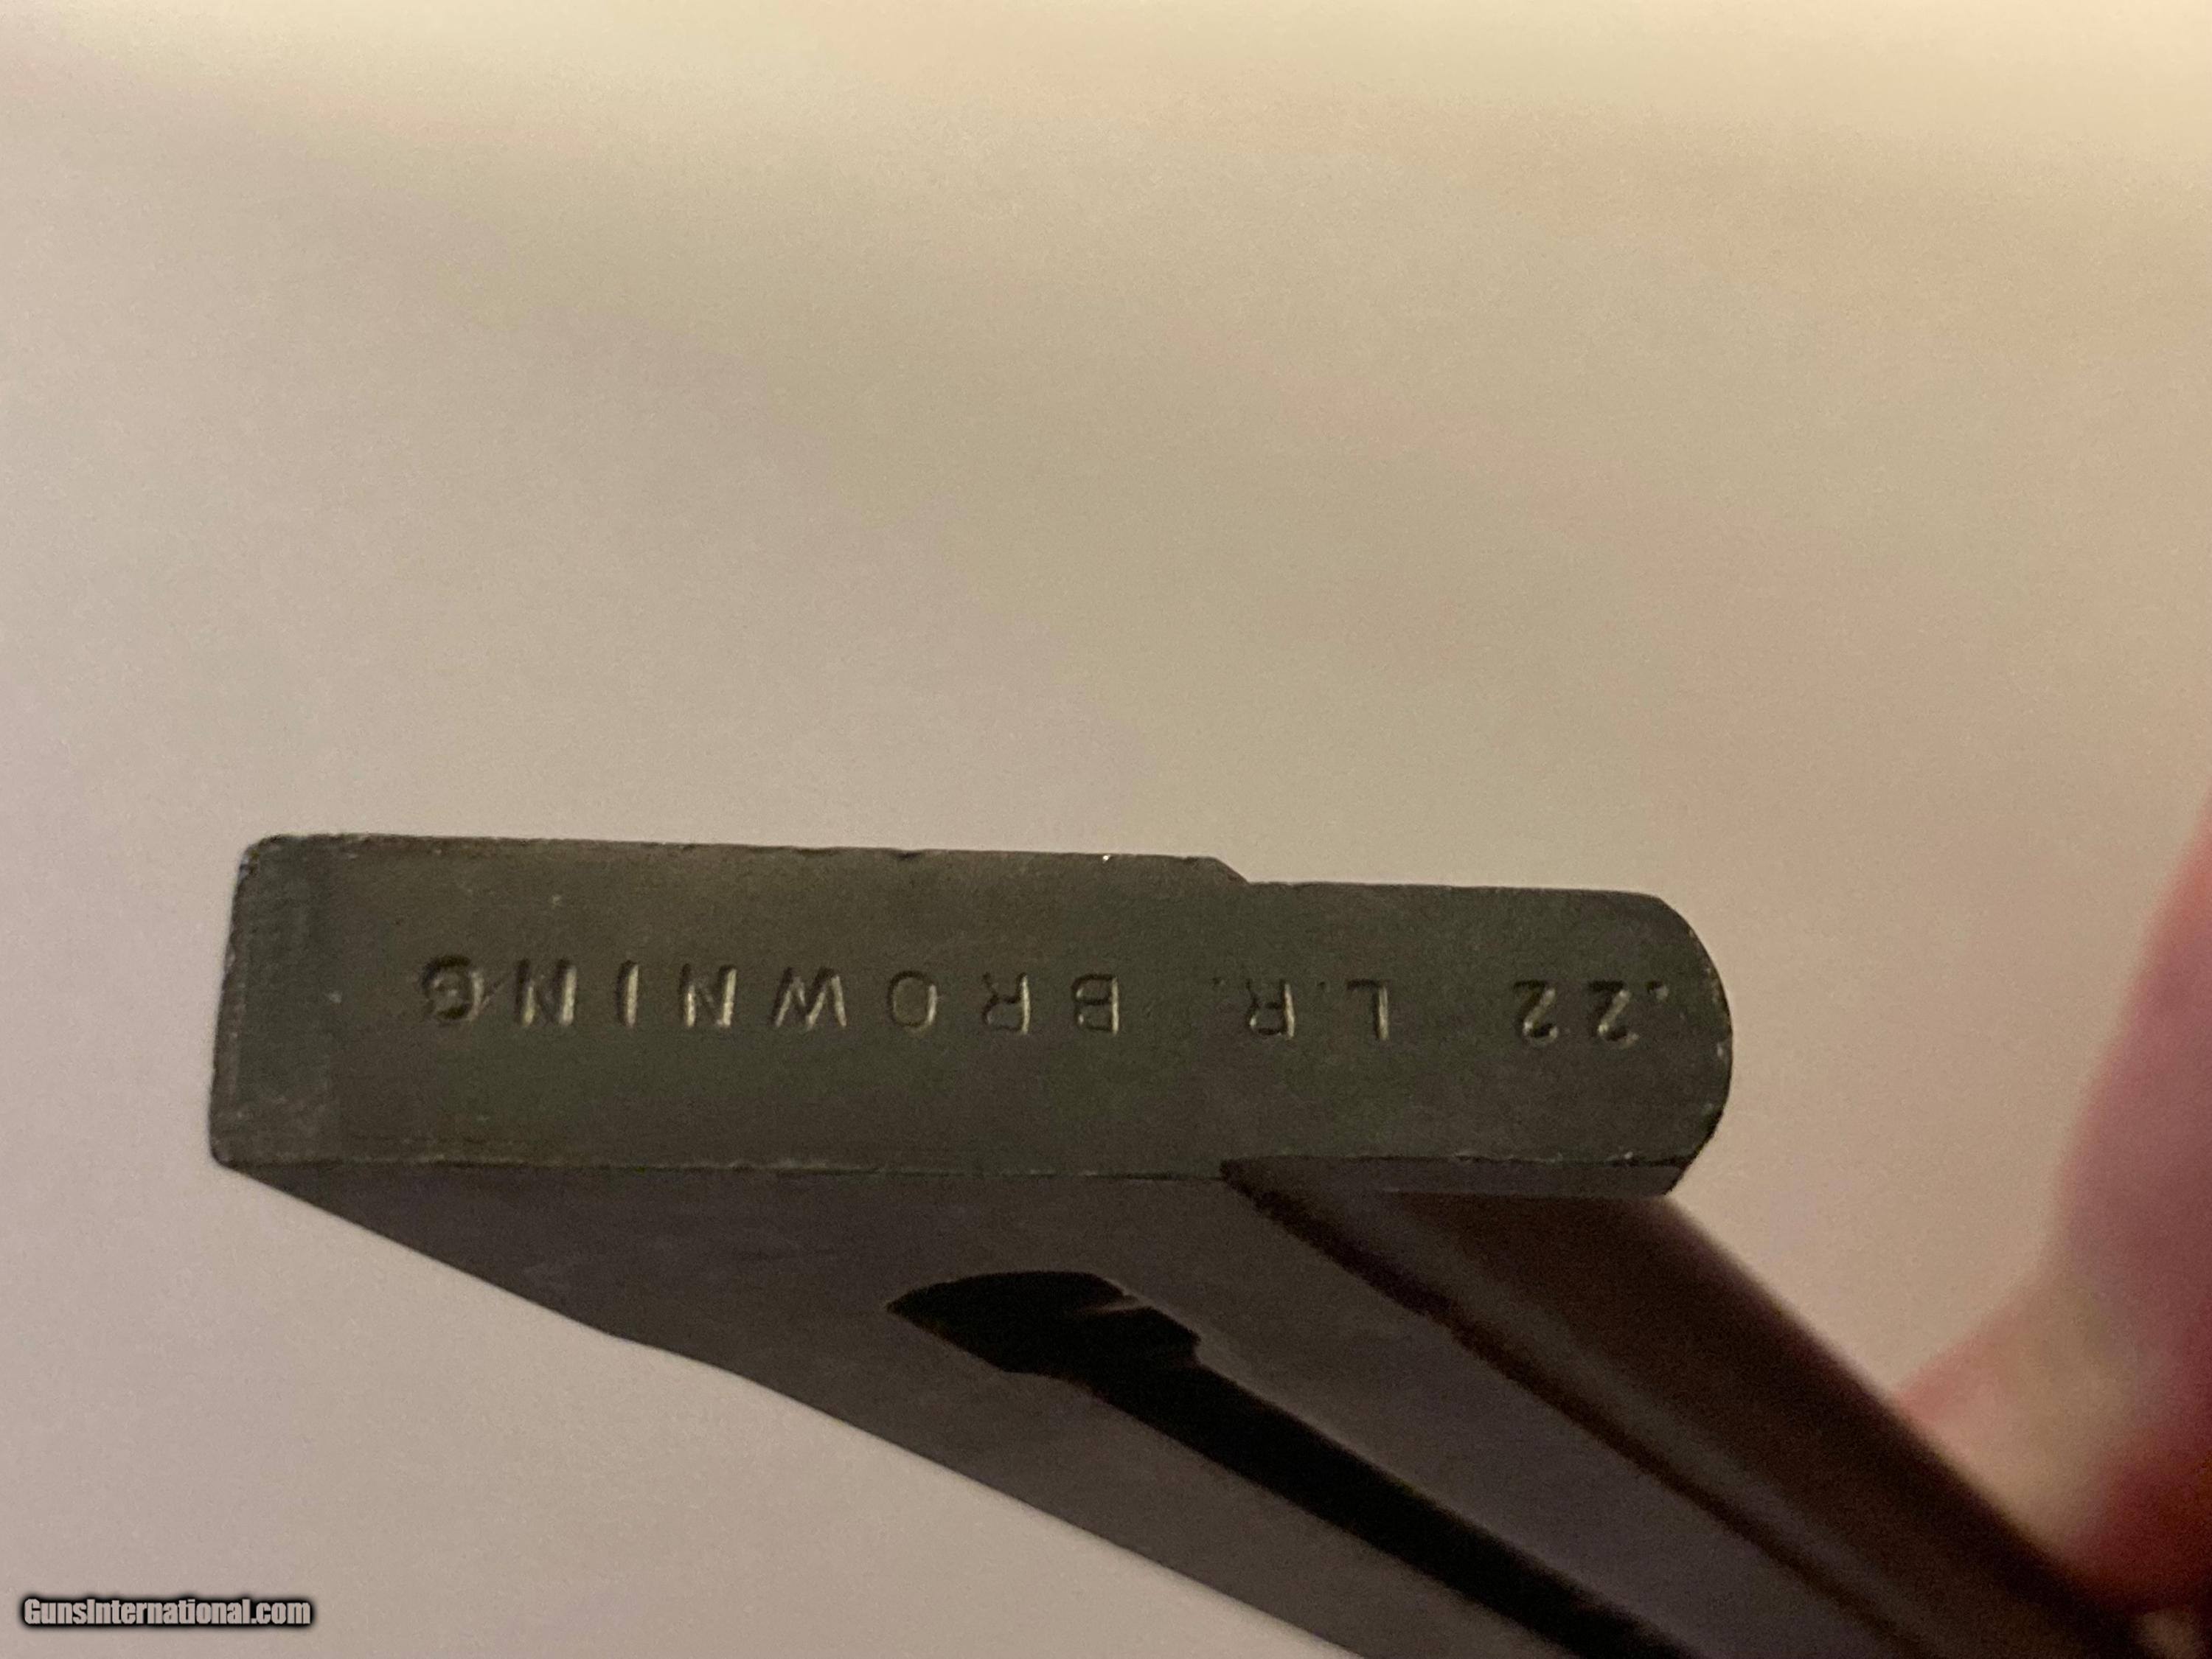 .22 L.R. BROWNING
GunsInternational.com